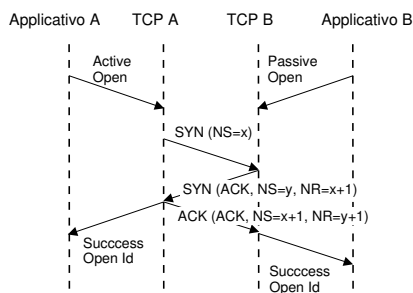 Applicativo A TCP A TCP B Applicativo B
Active
Open
Passive
Open
SYN (NS=x)
SYN (ACK, NS=y, NR=x+1)
ACK (ACK, NS=x+1, NR=y+1)
Succcess
Open Id
Succcess
Open Id